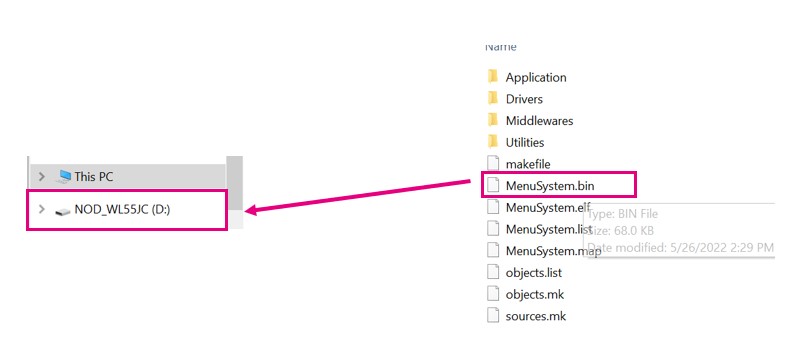 Name
Application
Drivers
Middlewares
Utilities
makefile
MenuSystem.bin
MenuSystem.elf
MenuSystem.list
MenuSystem.map
objects.list
objects.mk
sources.mk
Type: BIN File
Size: 68.0 KB
Date modified: 5/26/2022 2:29 PM
This PC
NOD_WL55JC (D:)